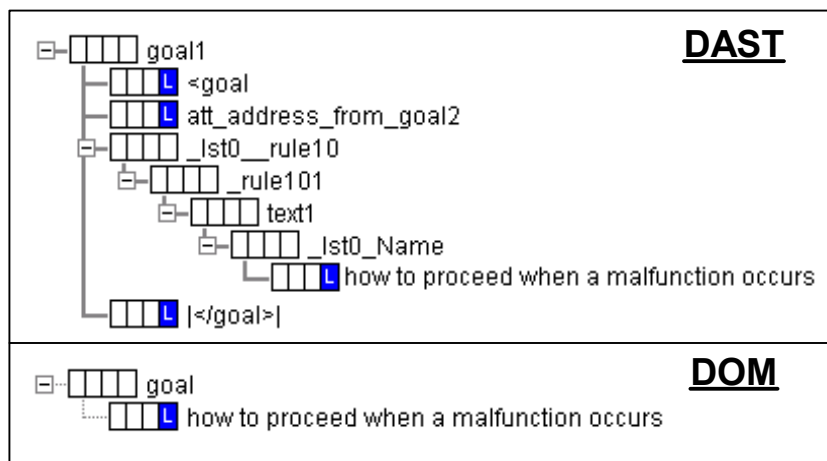 DAST
goal1
L <goal
L att_address_from_goal2
_lst0__rule10
_rule101
text1
_lst0_Name
L how to proceed when a malfunction occurs
L |</goal>|
DOM
goal
L how to proceed when a malfunction occurs